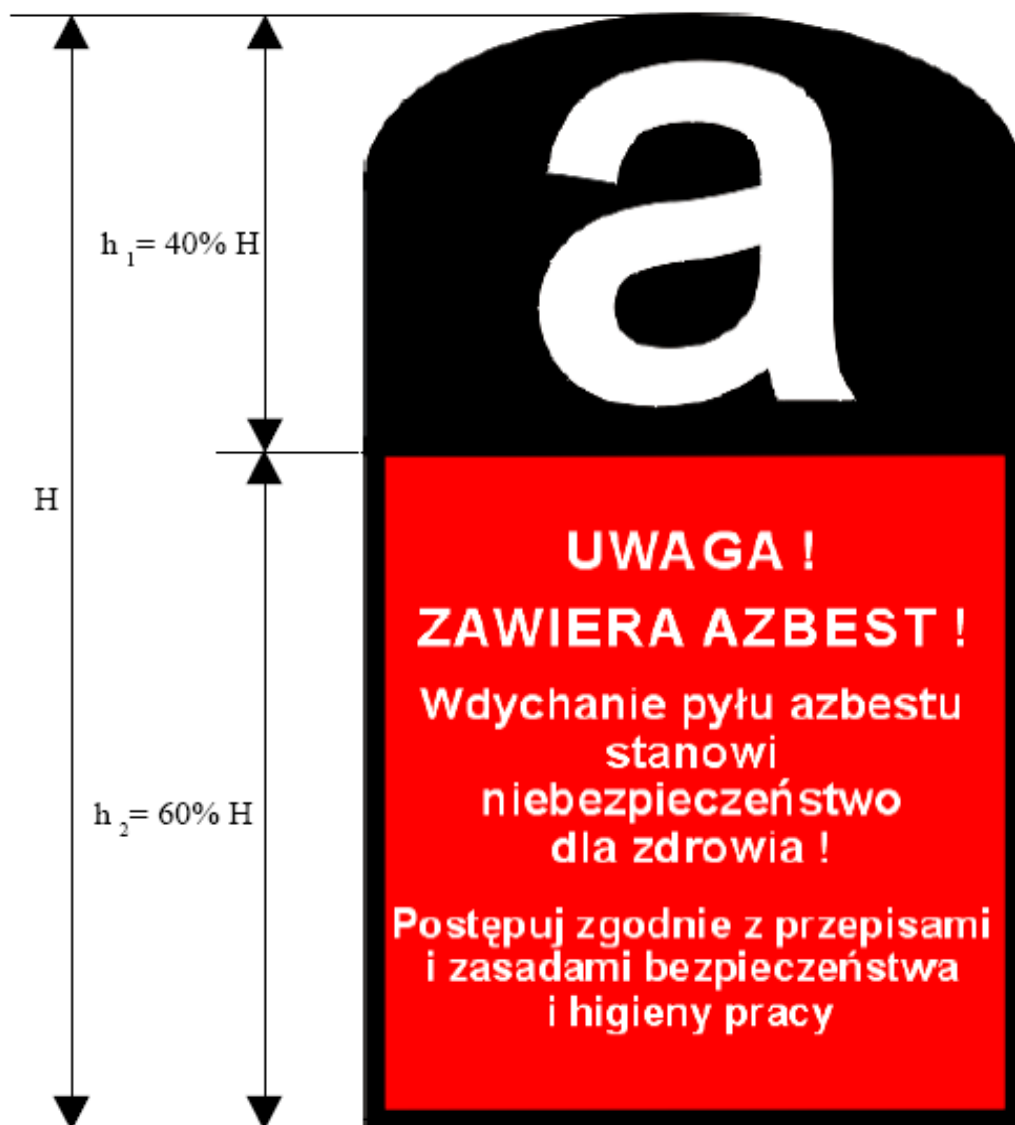 a
h 1= 40% H
H
UWAGA !
ZAWIERA AZBEST !
Wdychanie pyłu azbestu
stanowi
niebezpieczeństwo
dla zdrowia !
h 2= 60% H
Postępuj zgodnie z przepisami
i zasadami bezpieczeństwa
i higieny pracy